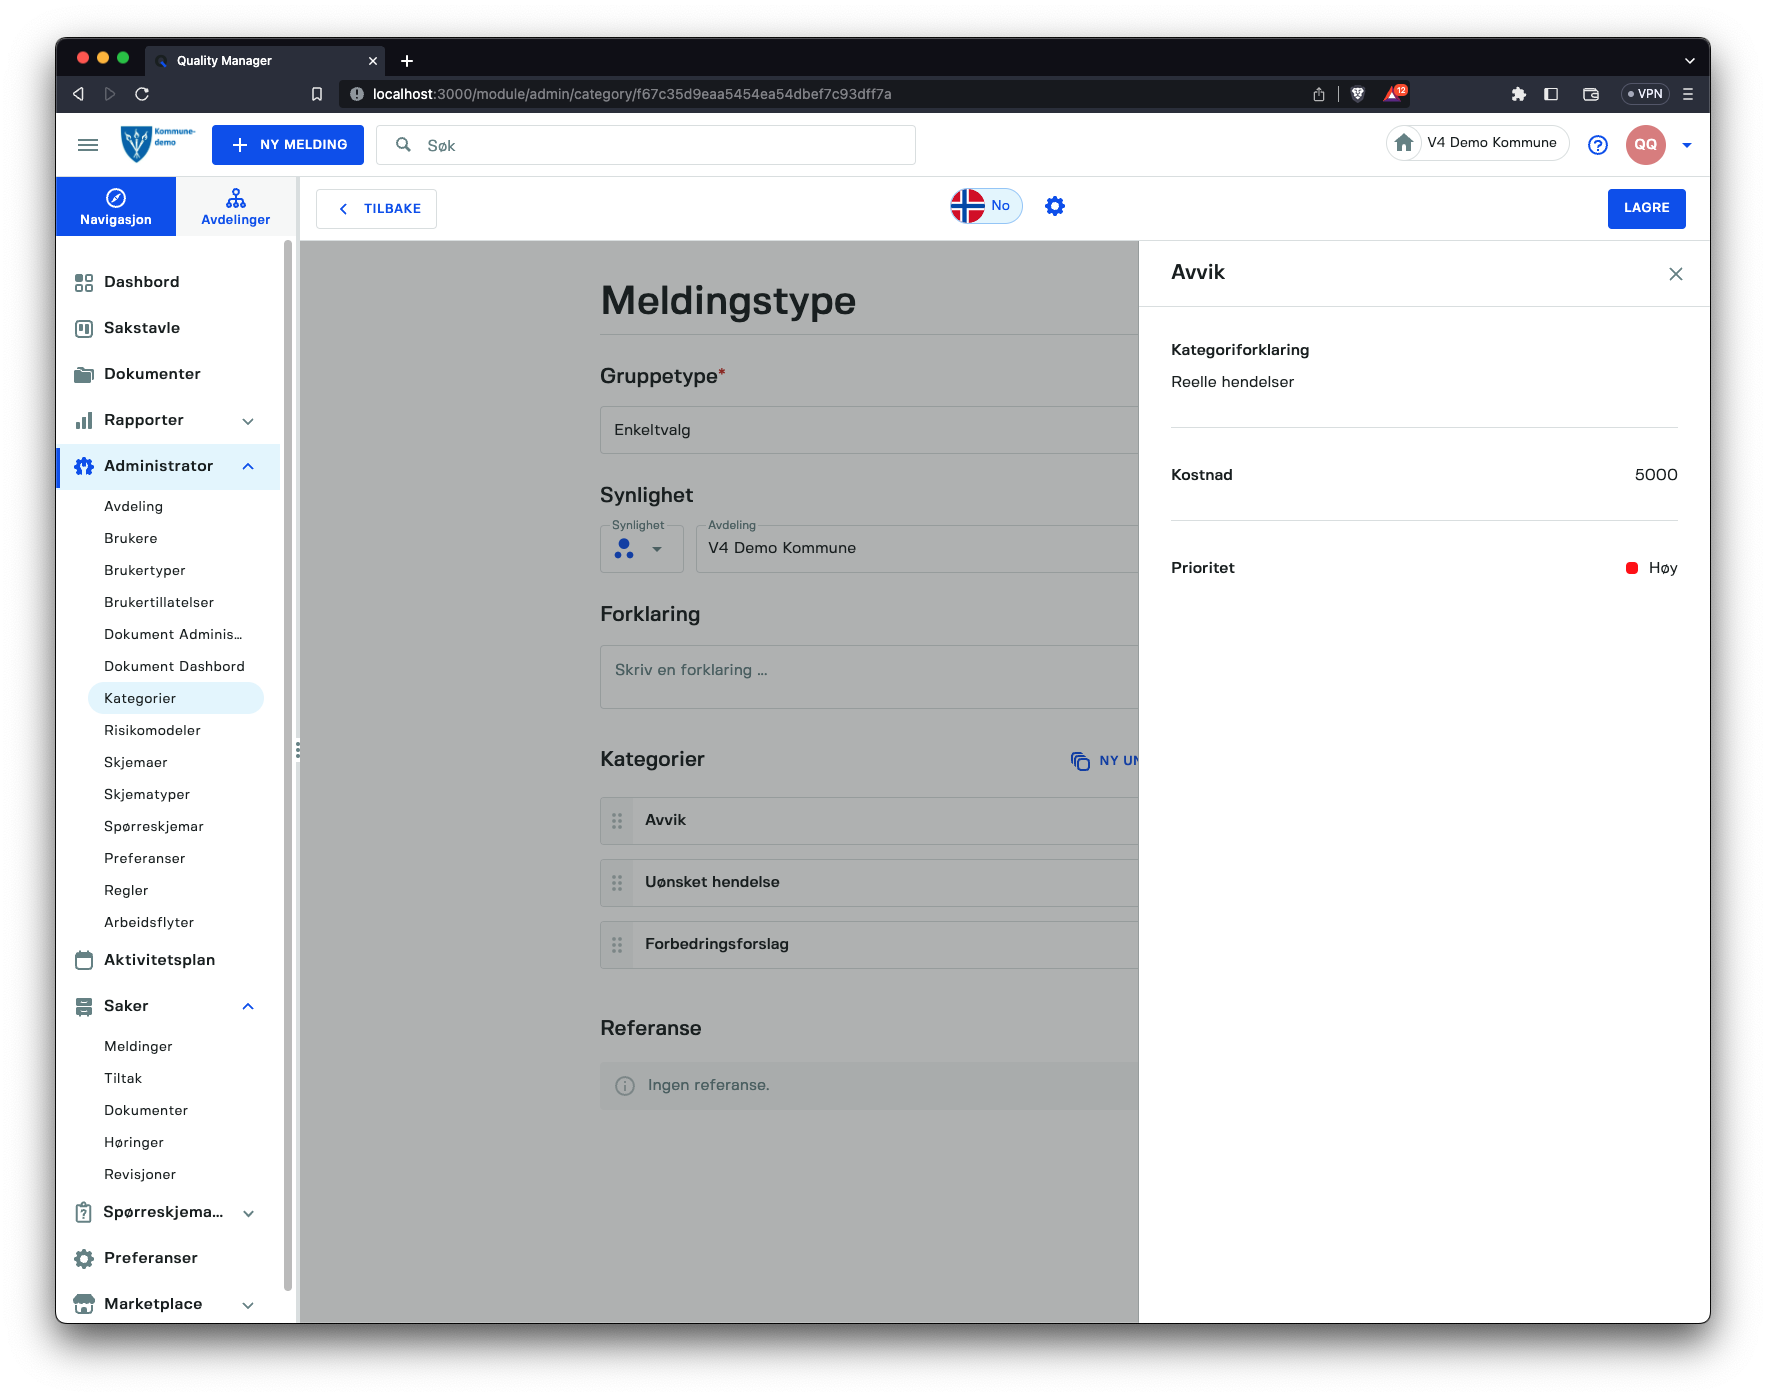 Quality Manager
localhost:3000/module/admin/category/f67c35d9eaa5454ea54dbef7c93dff7a
12
VPN
Kommune-
demo
NY MELDING
Søk
V4 Demo Kommune
QQ
Navigasjon
Avdelinger
TILBAKE
No
LAGRE
Dashbord
Sakstavle
Dokumenter
Rapporter
Administrator
Avdeling
Brukere
Brukertyper
Brukertillatelser
Dokument Adminis...
Dokument Dashbord
Kategorier
Risikomodeler
Skjemaer
Skjematyper
Spørreskjemar
Preferanser
Regler
Arbeidsflyter
Aktivitetsplan
Saker
Meldinger
Tiltak
Dokumenter
Høringer
Revisjoner
Spørreskjema...
Preferanser
Marketplace
Meldingstype
Gruppetype*
Enkeltvalg
Synlighet
Synlighet
Avdeling
V4 Demo Kommune
Forklaring
Skriv en forklaring ...
Kategorier
NY UN
Avvik
Uønsket hendelse
Forbedringsforslag
Referanse
Ingen referanse.
Avvik
Kategoriforklaring
Reelle hendelser
Kostnad 5000
Prioritet Høy